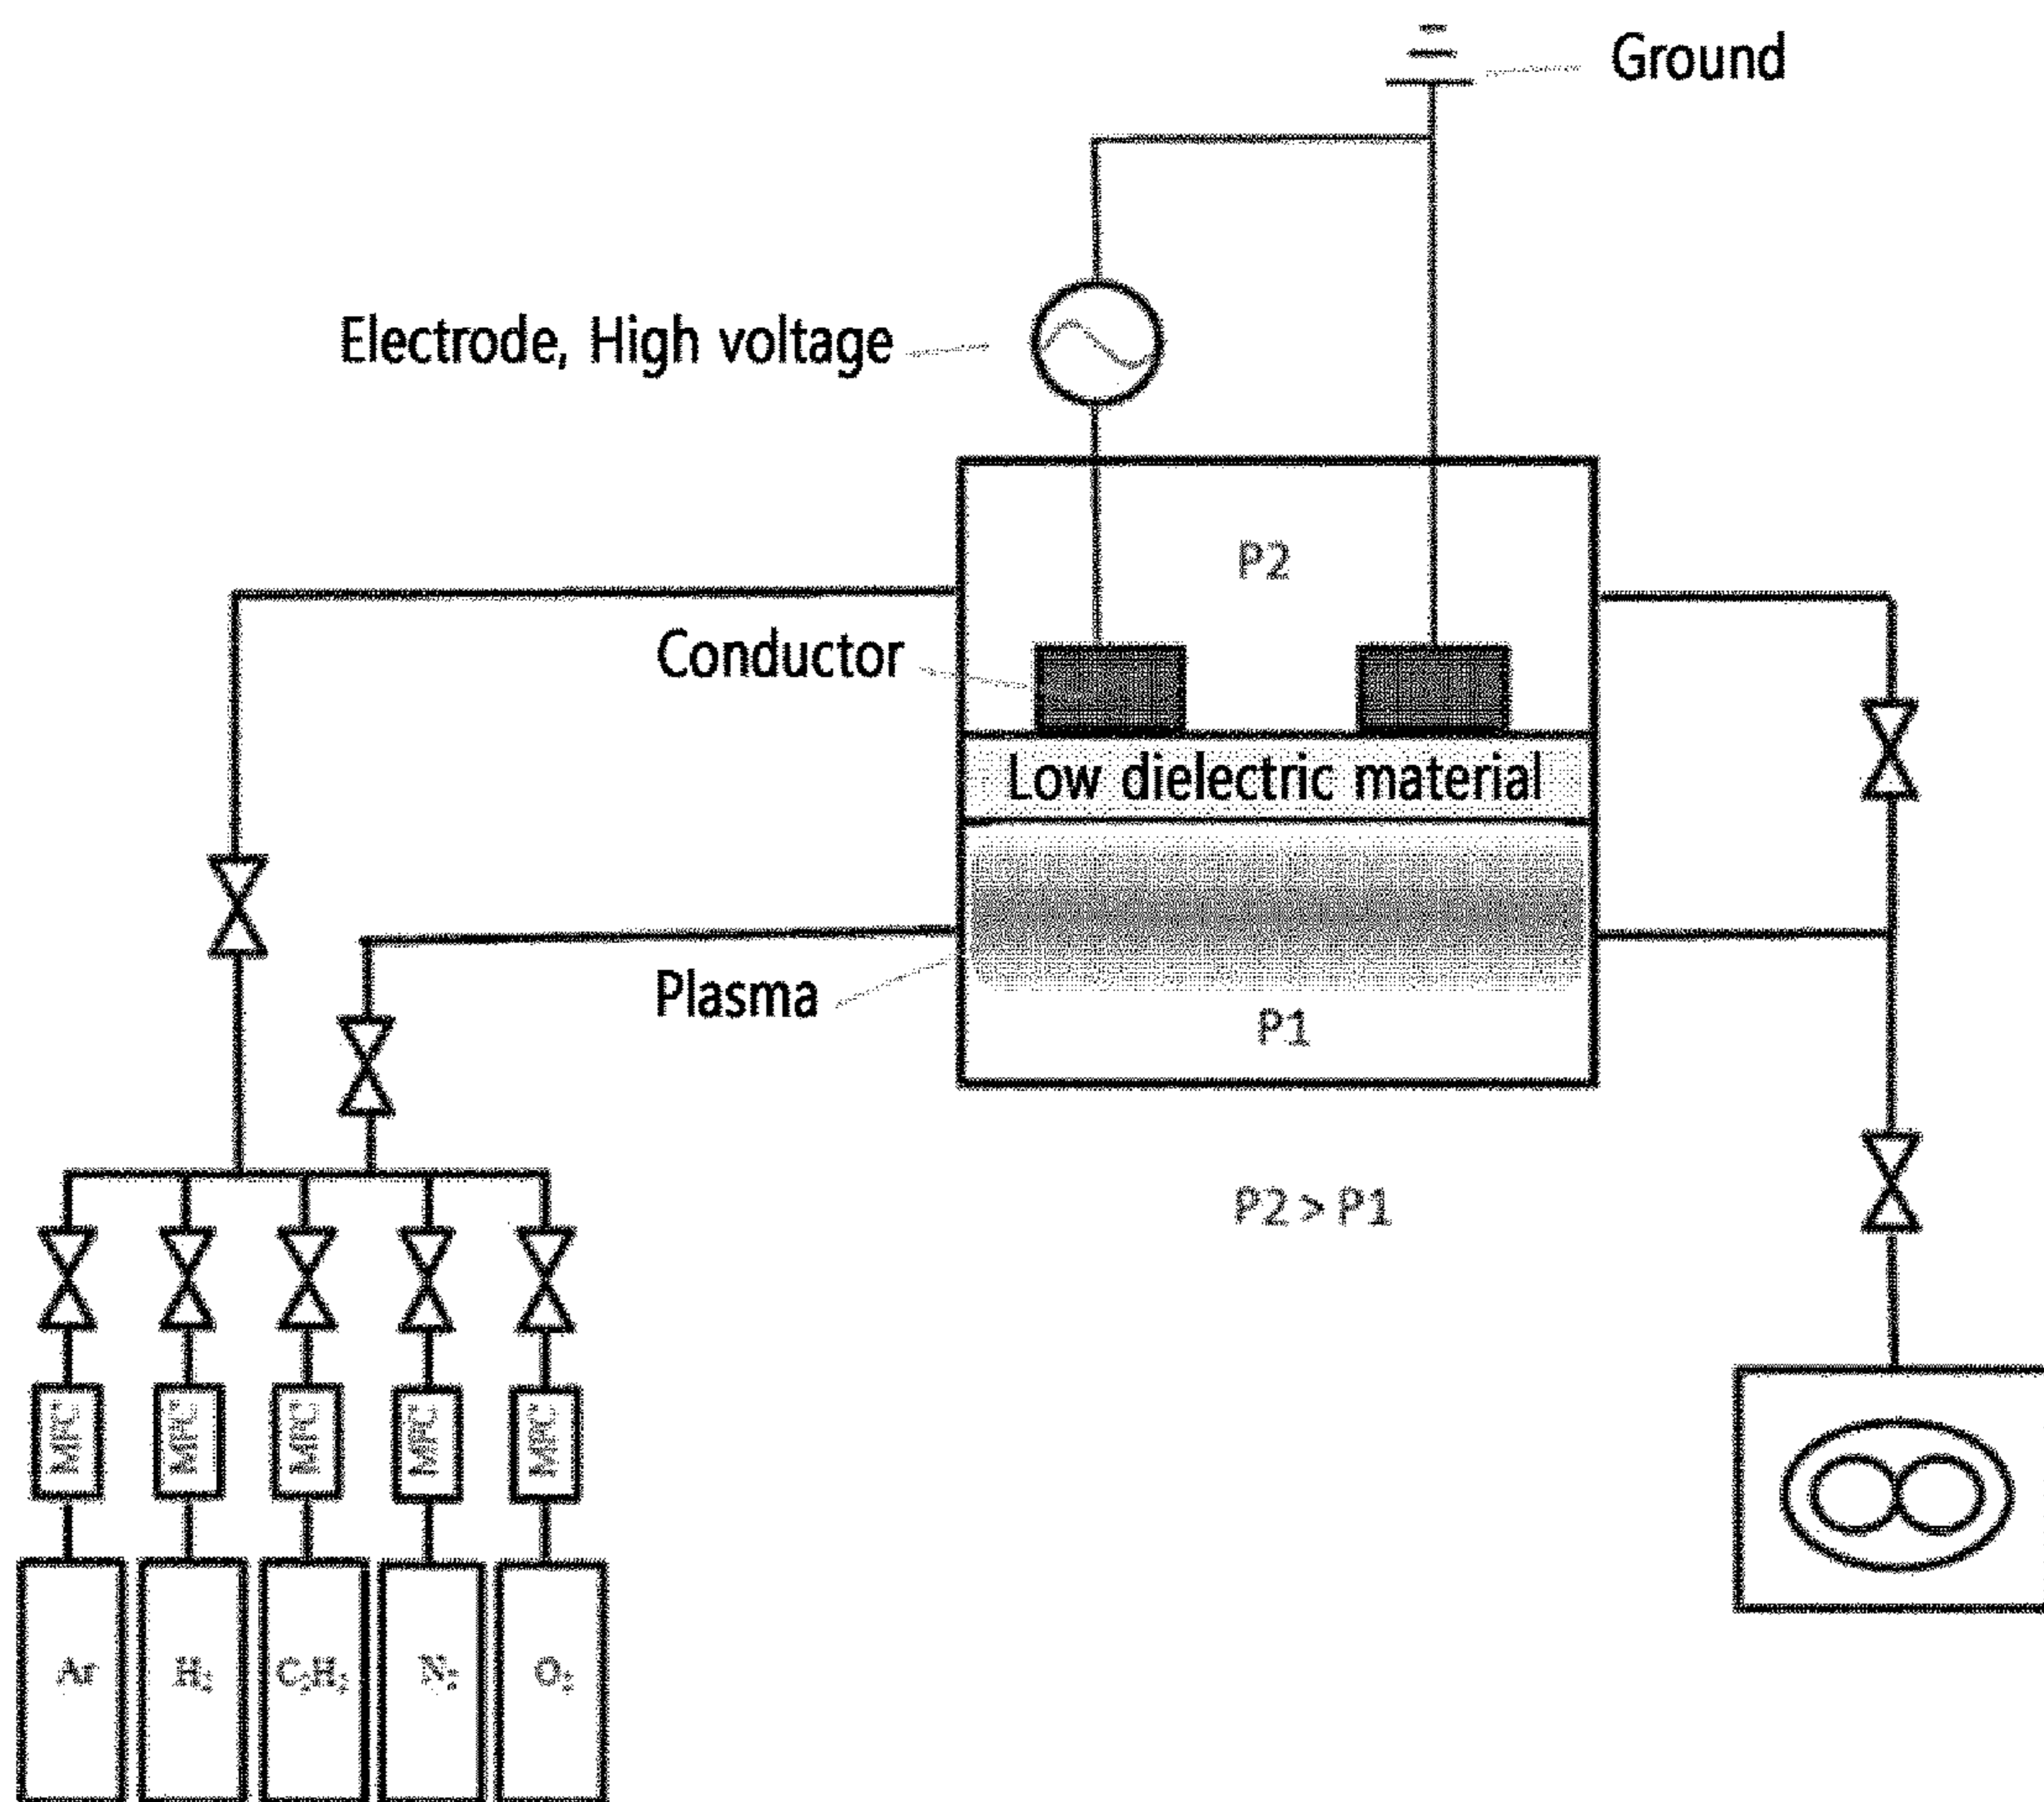 Ground
Electrode, High voltage
P2
Conductor
Low dielectric material
Plasma
P1
P2 > P1
MFC MFC MFC MFC MFC
Ar H₂ C₂H₂ N₂ O₂